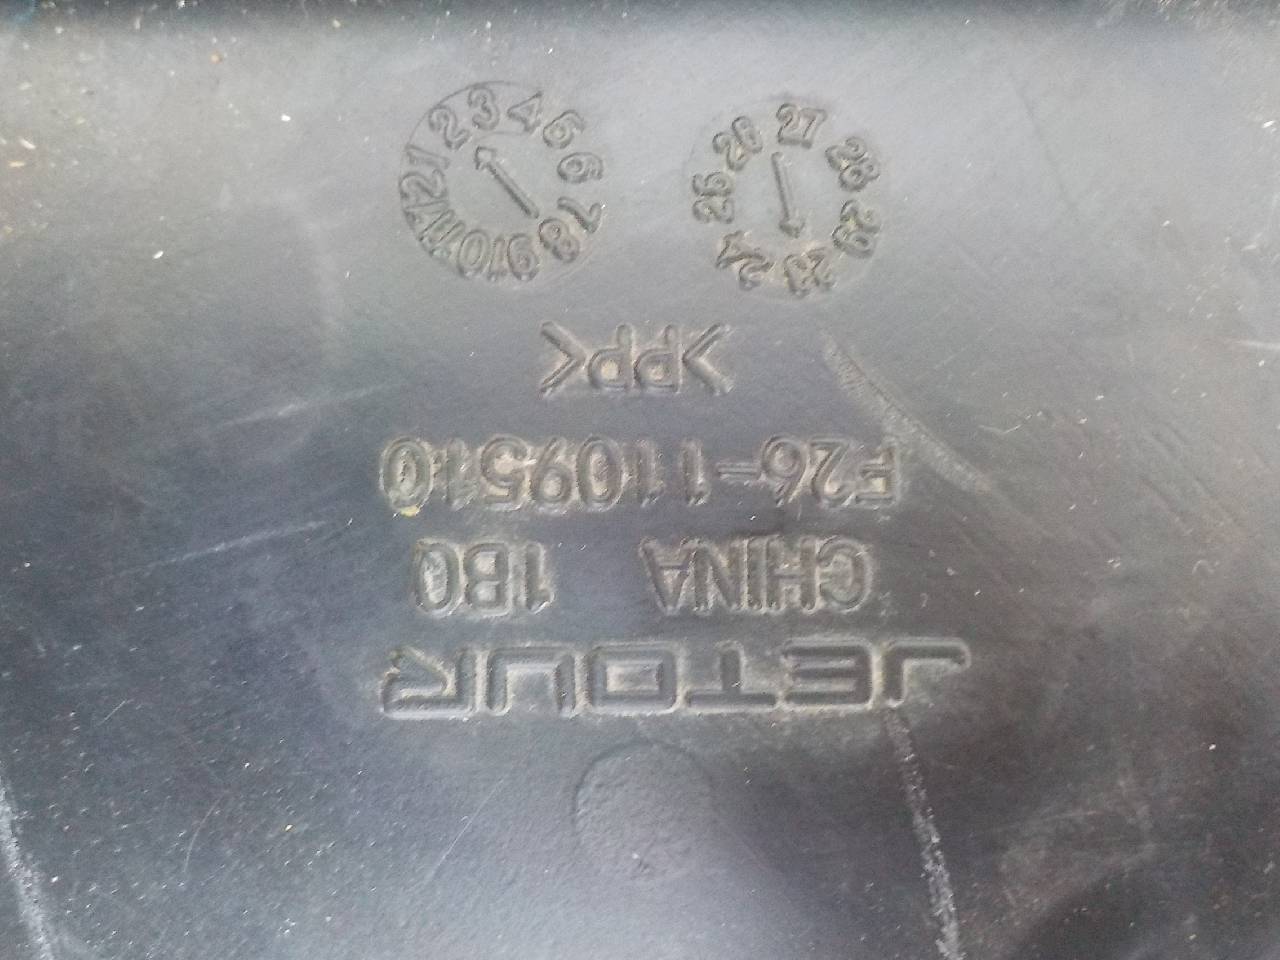 JETOUR
CHINA 1B0
F26-1109510
>PP<
23 24 25 26 27 28 29
1 2 3 4 5 6 7 8 9 10 11 12